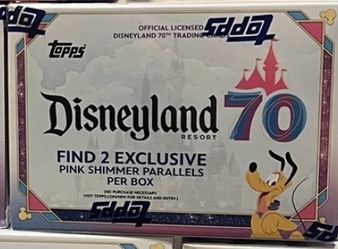 OFFICIAL LICENSED
DISNEYLAND 70TH TRADING
Topps
Topps
Disneyland 70
RESORT
FIND 2 EXCLUSIVE
PINK SHIMMER PARALLELS
PER BOX
(NO PURCHASE NECESSARY.
VISIT TOPPS.COM/NPN FOR DETAILS AND ENTRY.)
Topps